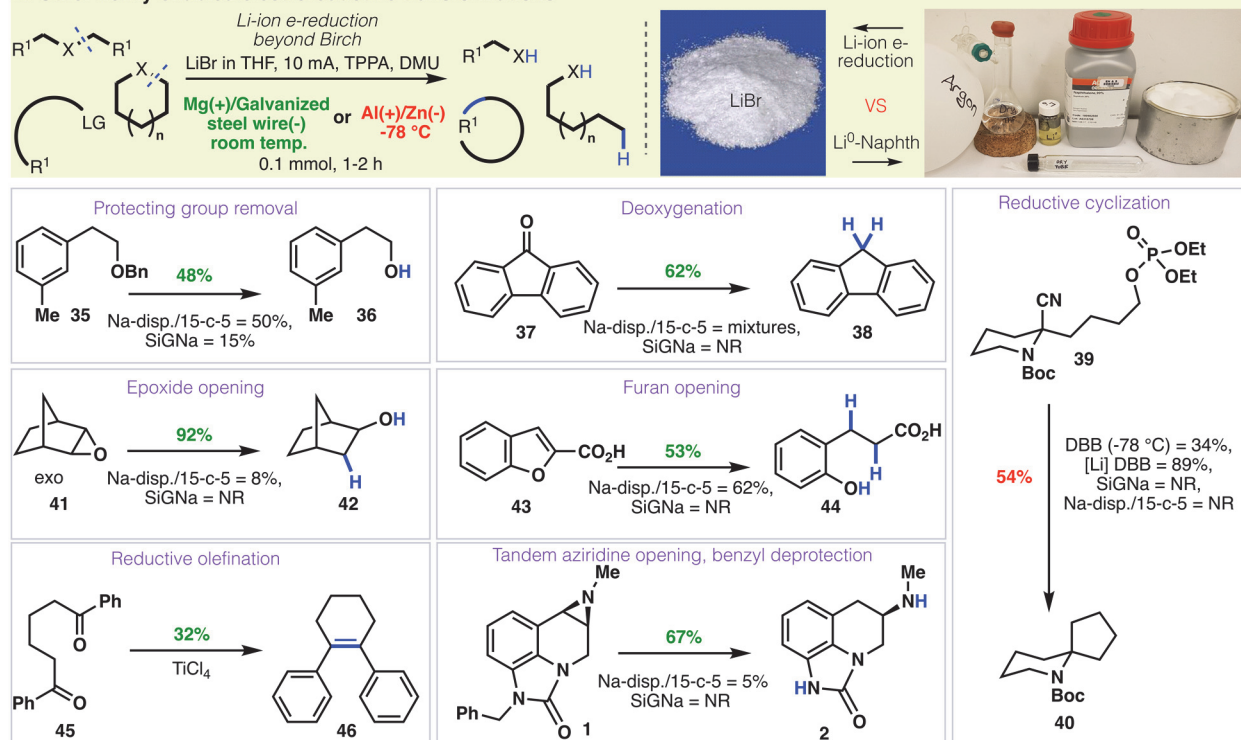 Li-ion e-reduction
beyond Birch
LiBr in THF, 10 mA, TPPA, DMU
Mg(+)/Galvanized
steel wire(-)
room temp.
or
Al(+)/Zn(-)
-78 °C
0.1 mmol, 1-2 h
R¹
X
R¹
X
n
LG
R¹
R¹
XH
XH
R¹
n
H
LiBr
Li-ion e-
reduction
VS
Li⁰-Naphth
Argon
Dry
Protecting group removal
OBn
Me 35
48%
Na-disp./15-c-5 = 50%,
SiGNa = 15%
OH
Me 36
Deoxygenation
O
37
62%
Na-disp./15-c-5 = mixtures,
SiGNa = NR
H H
38
Reductive cyclization
O
P
OEt
O
OEt
CN
N
Boc
39
54%
DBB (-78 °C) = 34%,
[Li] DBB = 89%,
SiGNa = NR,
Na-disp./15-c-5 = NR
N
Boc
40
Epoxide opening
O
exo
41
92%
Na-disp./15-c-5 = 8%,
SiGNa = NR
OH
H
42
Furan opening
O
CO₂H
43
53%
Na-disp./15-c-5 = 62%,
SiGNa = NR
H
CO₂H
H
OH
44
Reductive olefination
Ph
O
Ph
O
45
32%
TiCl₄
46
Tandem aziridine opening, benzyl deprotection
Me
N
N
N
Ph
O
1
67%
Na-disp./15-c-5 = 5%
SiGNa = NR
Me
NH
N
HN
O
2